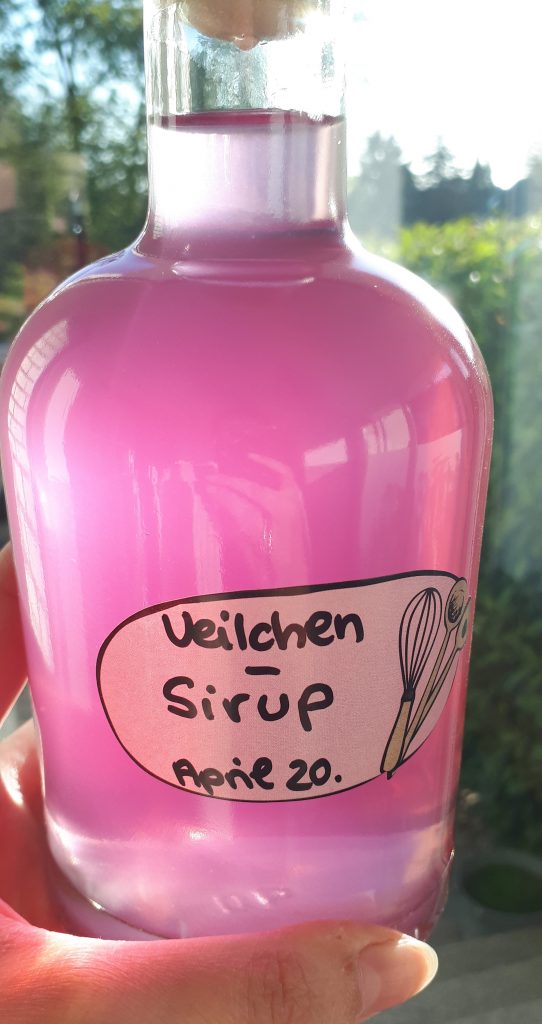 Veilchen
-
Sirup
April 20.